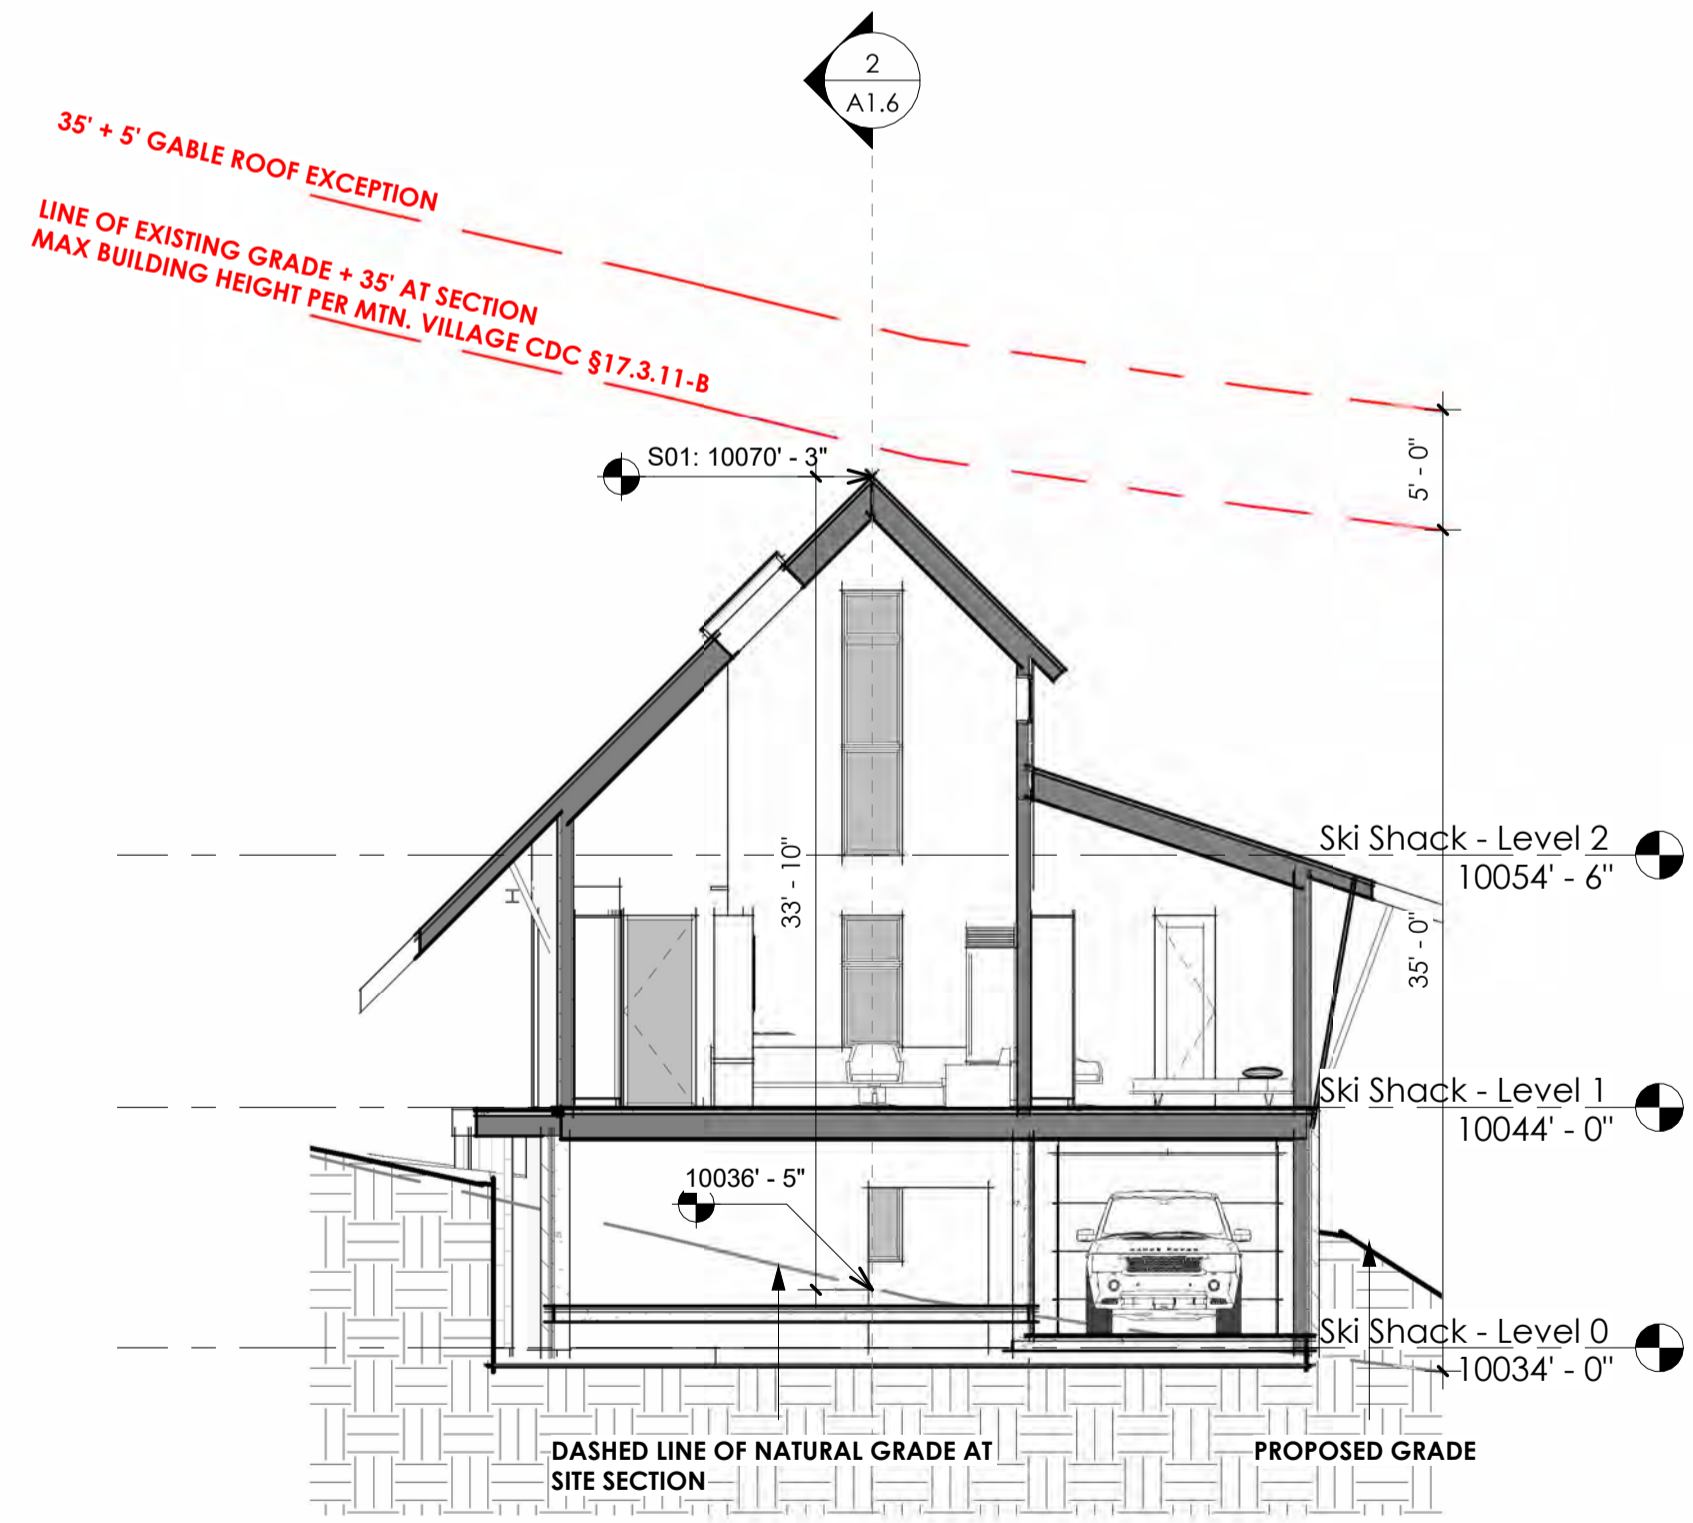 2
A1.6
35' + 5' GABLE ROOF EXCEPTION
LINE OF EXISTING GRADE + 35' AT SECTION
MAX BUILDING HEIGHT PER MTN. VILLAGE CDC §17.3.11-B
S01: 10070' - 3"
5' - 0"
33' - 10"
Ski Shack - Level 2
10054' - 6"
35' - 0"
Ski Shack - Level 1
10044' - 0"
10036' - 5"
RANGE ROVER
Ski Shack - Level 0
10034' - 0"
DASHED LINE OF NATURAL GRADE AT
SITE SECTION
PROPOSED GRADE